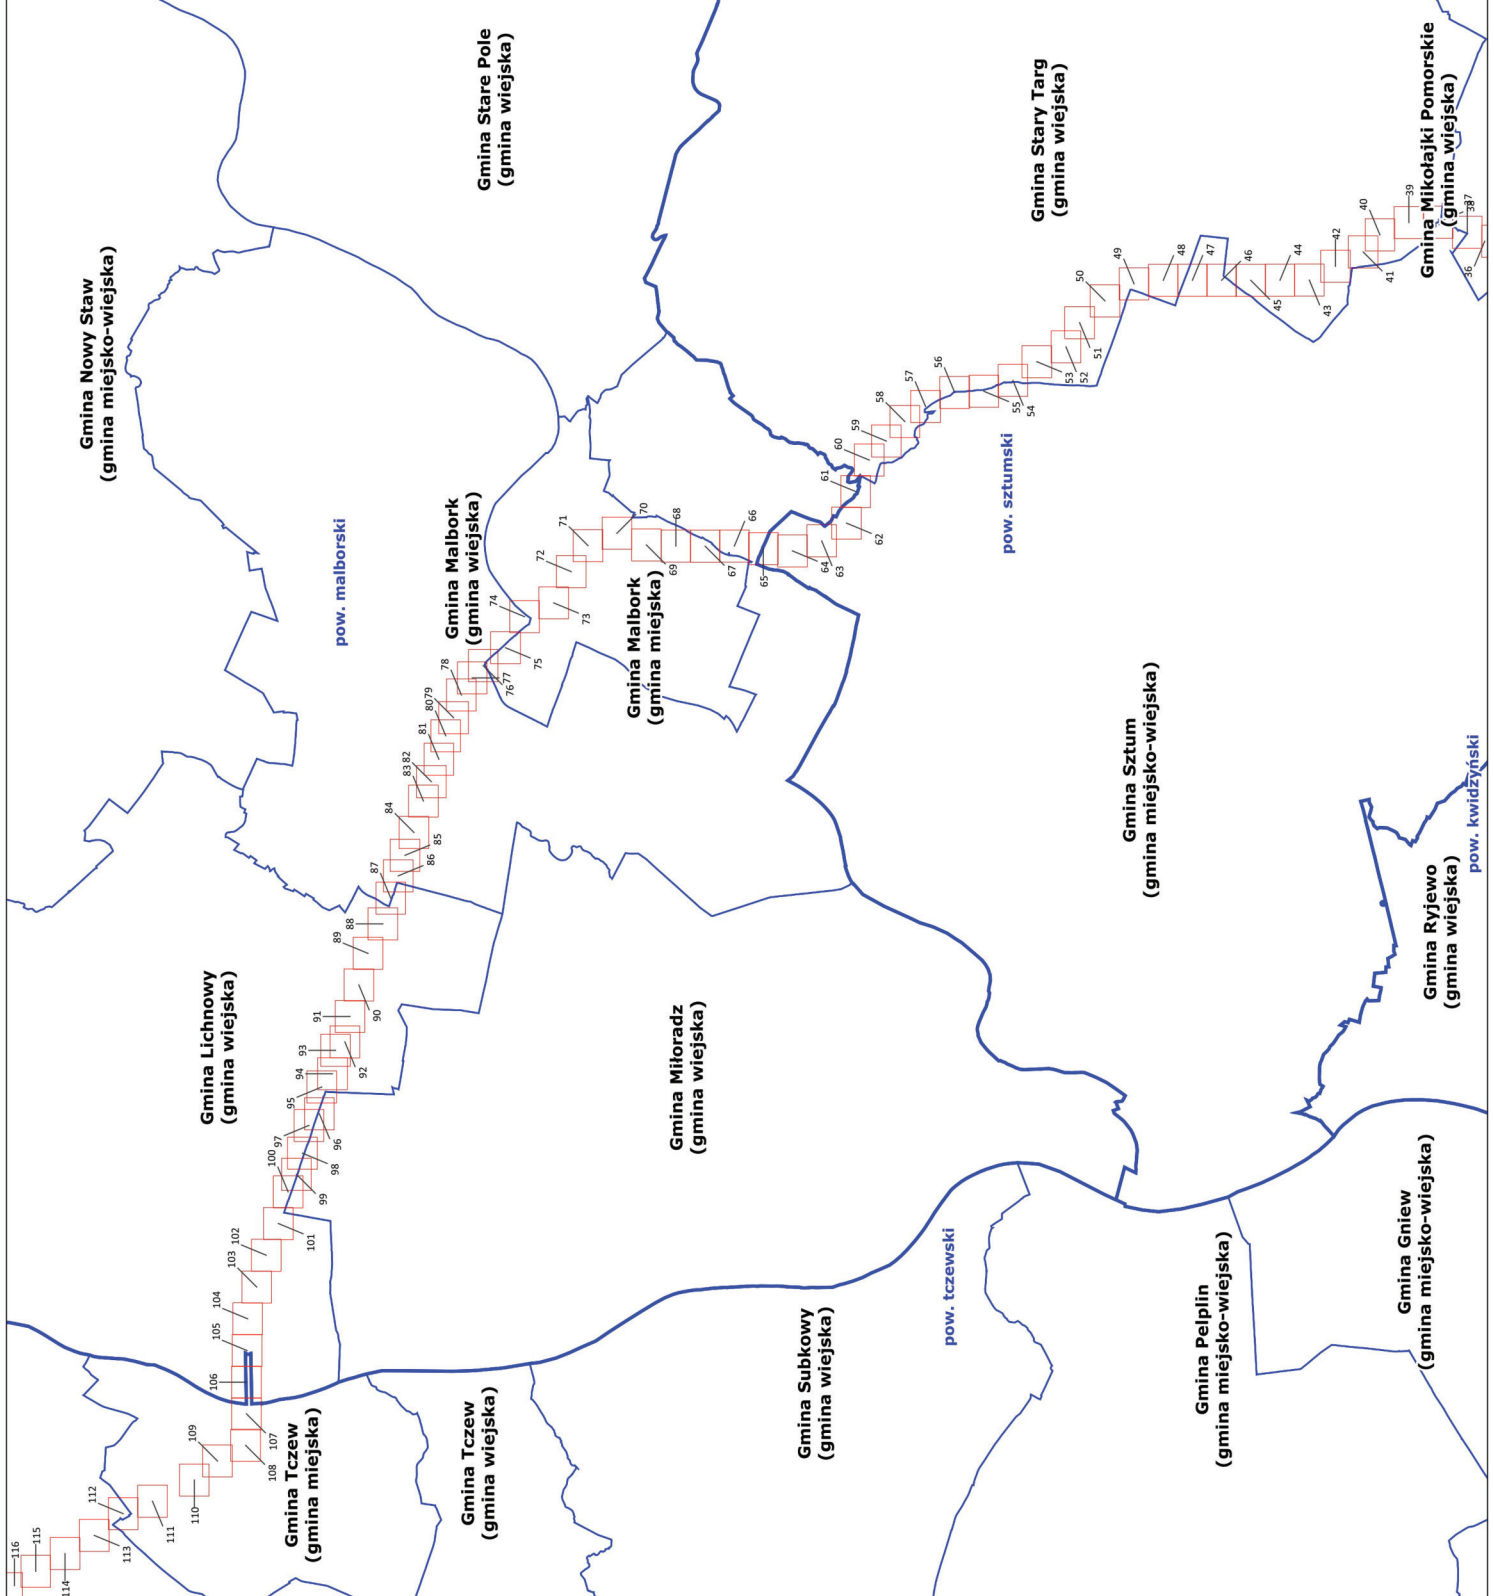 Gmina Nowy Staw
(gmina miejsko-wiejska)
Gmina Stare Pole
(gmina wiejska)
Gmina Stary Targ
(gmina wiejska)
Gmina Mikołajki Pomorskie
(gmina wiejska)
pow. malborski
Gmina Malbork
(gmina wiejska)
Gmina Malbork
(gmina miejska)
pow. sztumski
Gmina Sztum
(gmina miejsko-wiejska)
pow. kwidzyński
Gmina Ryjewo
(gmina wiejska)
Gmina Lichnowy
(gmina wiejska)
Gmina Miłoradz
(gmina wiejska)
Gmina Tczew
(gmina miejska)
Gmina Tczew
(gmina wiejska)
Gmina Subkowy
(gmina wiejska)
pow. tczewski
Gmina Pelplin
(gmina miejsko-wiejska)
Gmina Gniew
(gmina miejsko-wiejska)
36
37
38
39
40
41
42
43
44
45
46
47
48
49
50
51
52
53
54
55
56
57
58
59
60
61
62
63
64
65
66
67
68
69
70
71
72
73
74
75
76
77
78
79
80
81
82
83
84
85
86
87
88
89
90
91
92
93
94
95
96
97
98
99
100
101
102
103
104
105
106
107
108
109
110
111
112
113
114
115
116